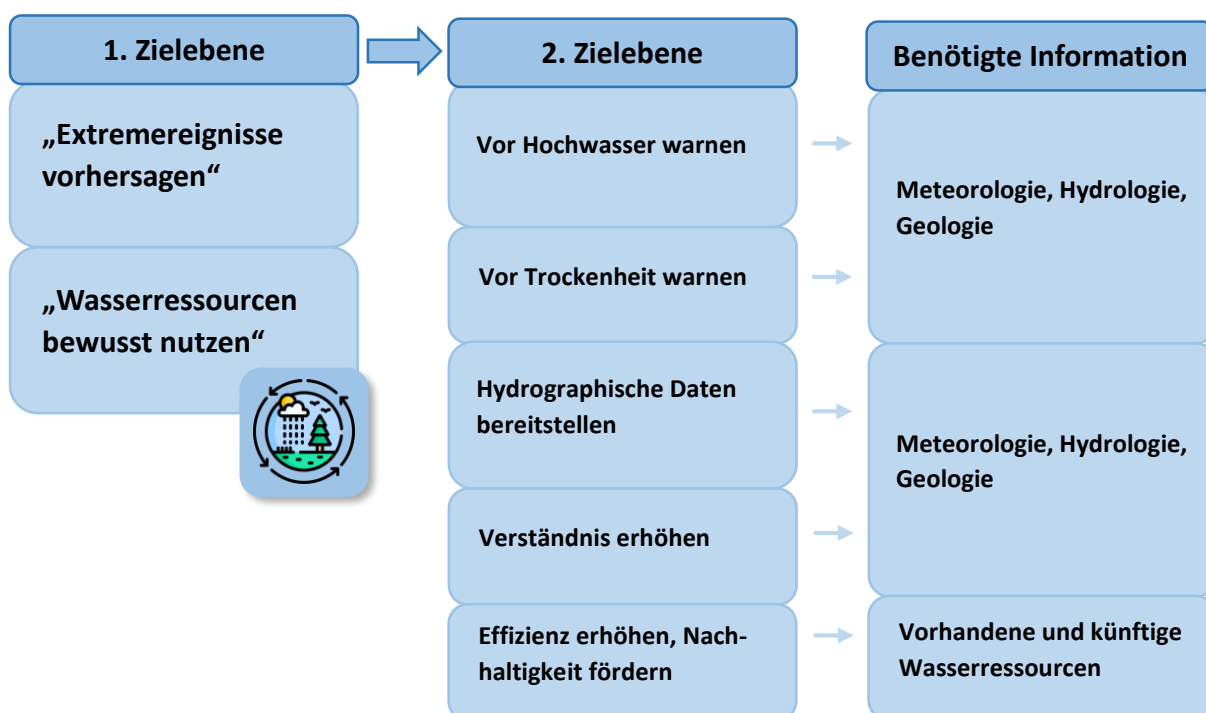 1. Zielebene
„Extremereignisse
vorhersagen“
„Wasserressourcen
bewusst nutzen“
2. Zielebene
Vor Hochwasser warnen
Vor Trockenheit warnen
Hydrographische Daten
bereitstellen
Verständnis erhöhen
Effizienz erhöhen, Nach-
haltigkeit fördern
Benötigte Information
Meteorologie, Hydrologie,
Geologie
Meteorologie, Hydrologie,
Geologie
Vorhandene und künftige
Wasserressourcen